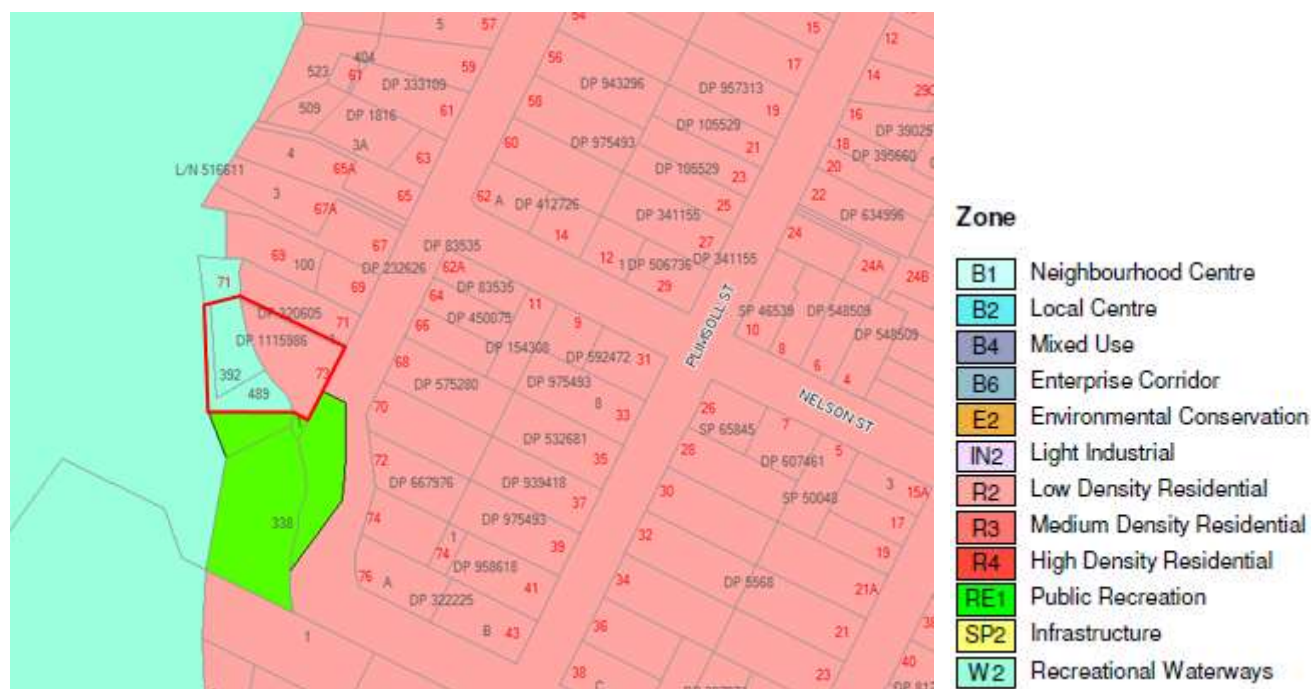 5
57
54
15
12
404
523
61
59
56
17
14
DP 333109
DP 943296
DP 957313
509
DP 1816
61
58
19
16
DP 105529
3A
DP 975493
18
DP 395660
4
63
60
21
20
L/N 516611
65A
DP 105529
23
22
3
65
62 A
25
67A
DP 412726
DP 341155
DP 634996
14
27
24
67
DP 83535
12
69
100
DP 232626
62A
1 DP 506736
DP 341155
24A
24B
71
69
64
DP 83535
29
DP 220605
71
66
DP 450075
11
9
PLIMSOLL ST
SP 46539
DP 548509
10
DP 1115986
DP 154308
DP 592472
31
8
DP 548509
392
73
68
DP 575280
DP 975493
6
4
489
B
33
NELSON ST
70
26
7
SP 65845
DP 532681
28
5
72
35
DP 607461
DP 667976
DP 939418
30
SP 50048
3
15A
338
74
DP 975493
37
17
1
39
32
19
74
DP 958618
76
A
41
34
DP 5568
21A
DP 322225
1
B
43
36
21
38
C
23
40
Zone
B1 Neighbourhood Centre
B2 Local Centre
B4 Mixed Use
B6 Enterprise Corridor
E2 Environmental Conservation
IN2 Light Industrial
R2 Low Density Residential
R3 Medium Density Residential
R4 High Density Residential
RE1 Public Recreation
SP2 Infrastructure
W2 Recreational Waterways